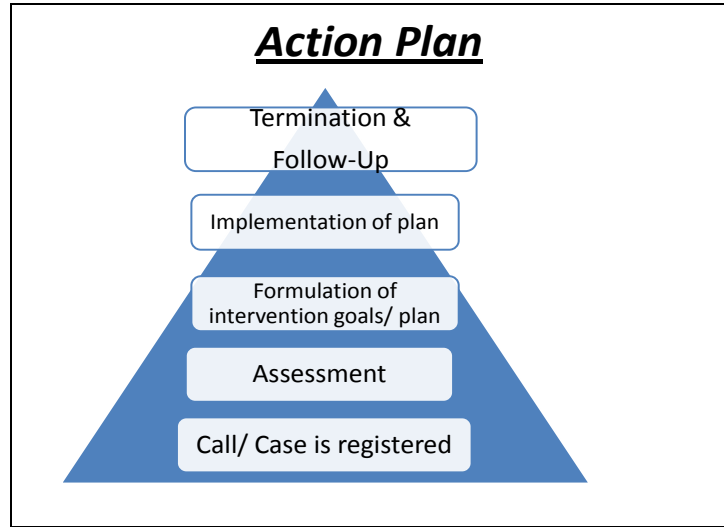 Action Plan
Termination &
Follow-Up
Implementation of plan
Formulation of
intervention goals/ plan
Assessment
Call/ Case is registered